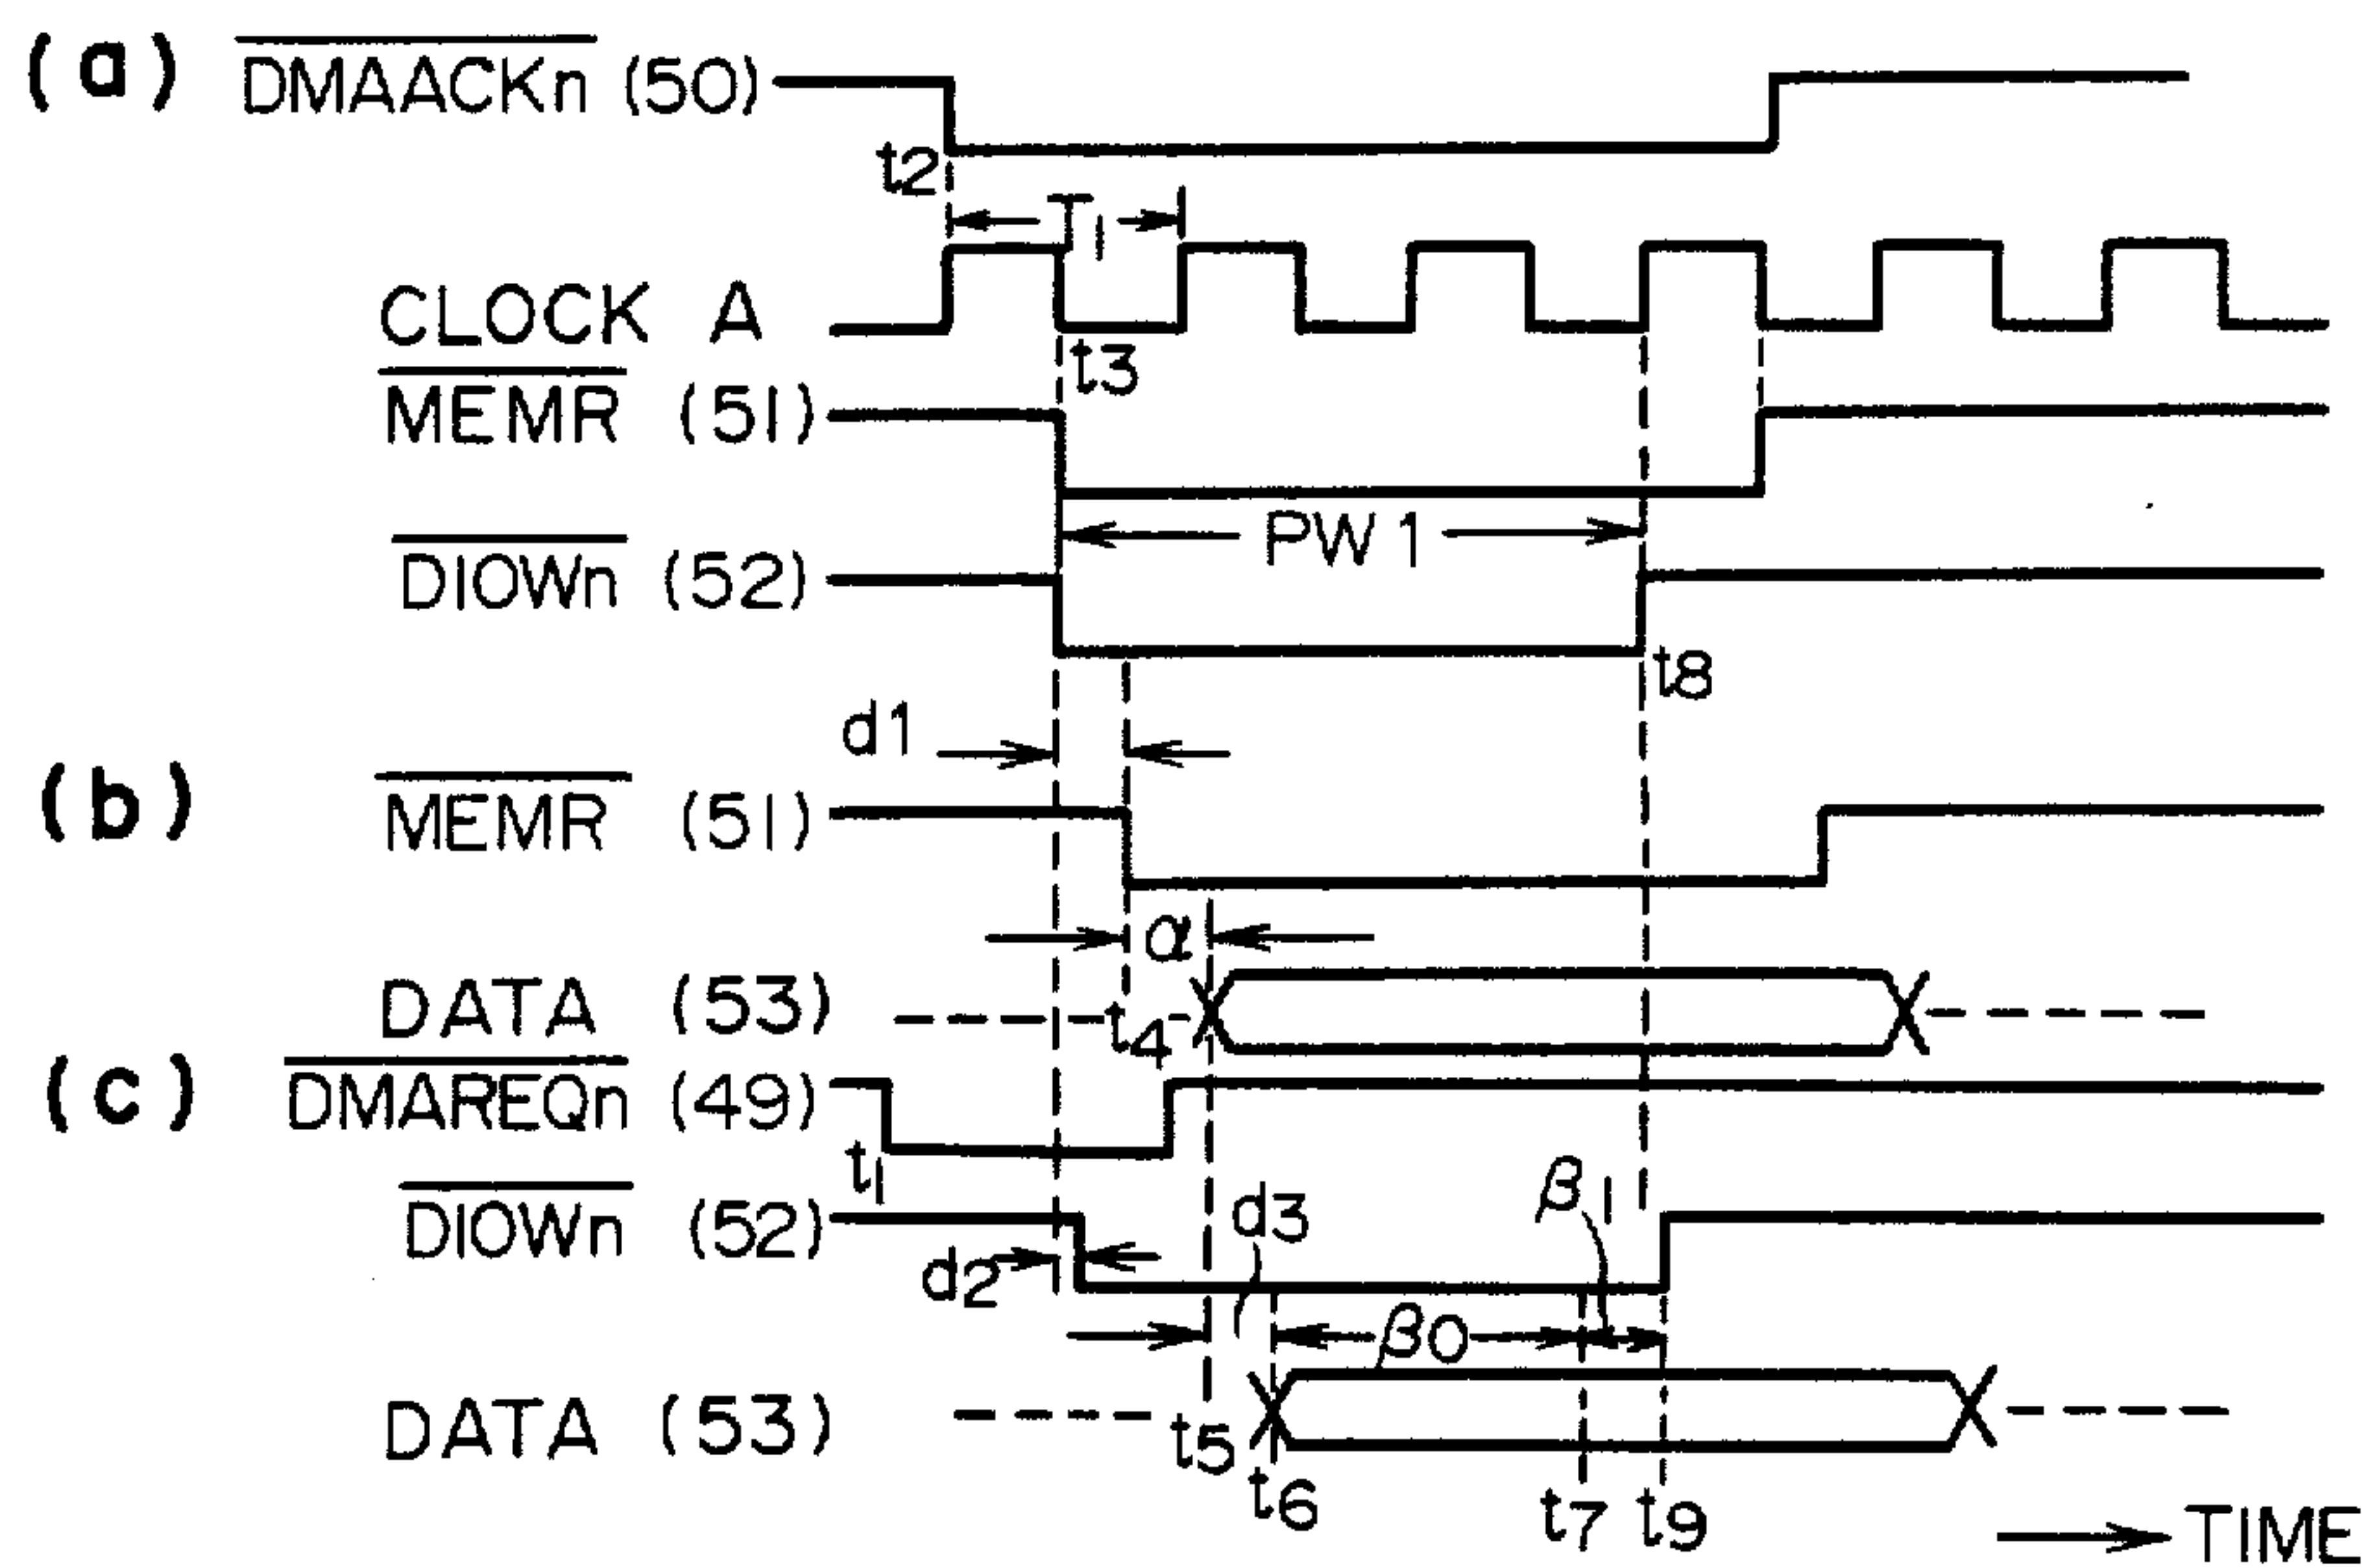 (a) DMAACKn (50)
t2
T1
CLOCK A
t3
MEMR (51)
PW1
DIOWn (52)
t8
d1
(b) MEMR (51)
α
DATA (53)
t4
(c) DMAREQn (49)
t1
β1
d3
DIOWn (52)
d2
β0
DATA (53)
t5
t6
t7 t9
TIME